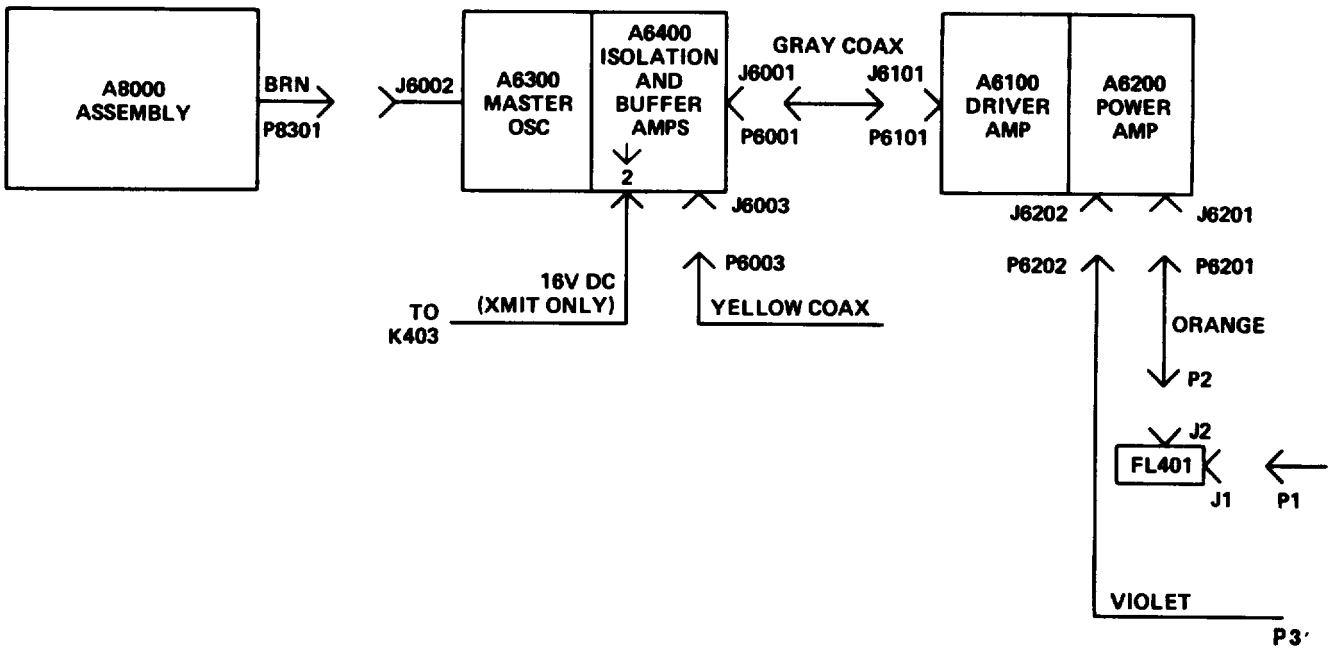 A8000
ASSEMBLY
BRN
P8301
J6002
A6300
MASTER
OSC
A6400
ISOLATION
AND
BUFFER
AMPS
2
GRAY COAX
J6001
J6101
P6001
P6101
A6100
DRIVER
AMP
A6200
POWER
AMP
J6003
J6202
J6201
P6003
P6202
P6201
16V DC
(XMIT ONLY)
TO
K403
YELLOW COAX
ORANGE
P2
J2
FL401
J1
P1
VIOLET
P3